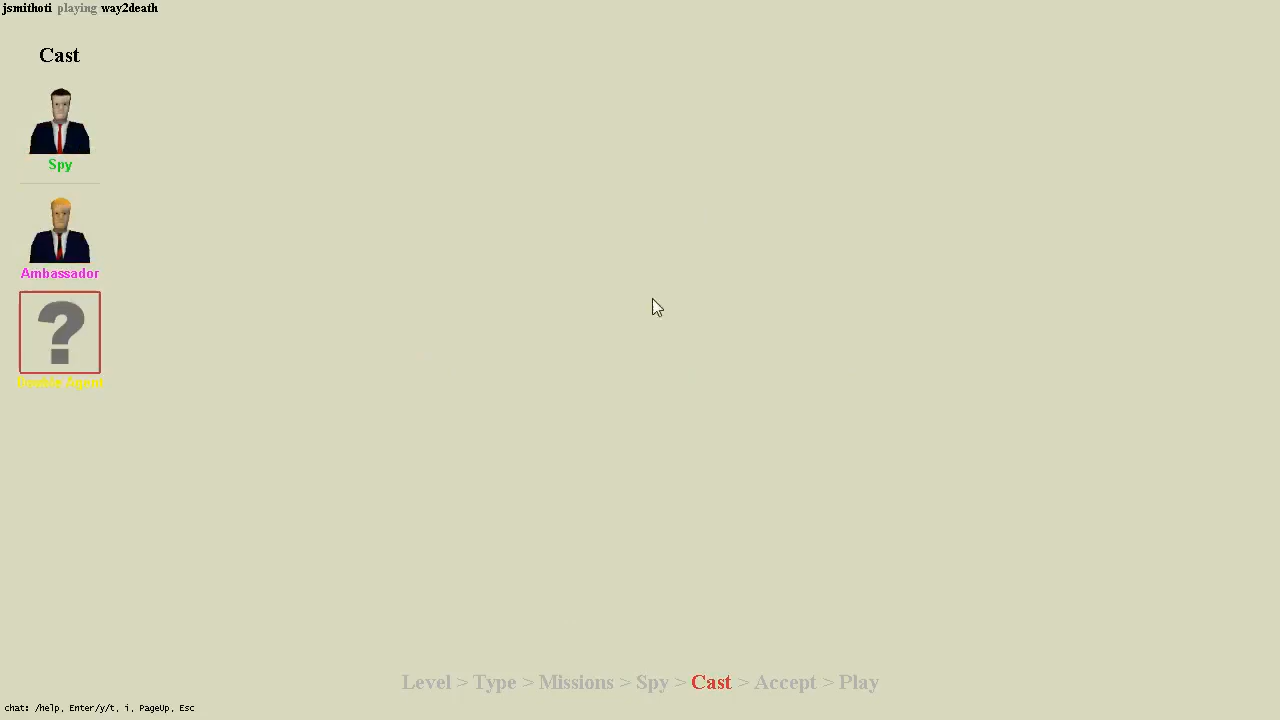 jsmithoti playing way2death
Cast
Spy
Ambassador
?
Double Agent
Level > Type > Missions > Spy > Cast > Accept > Play
chat: /help, Enter/y/t, i, PageUp, Esc